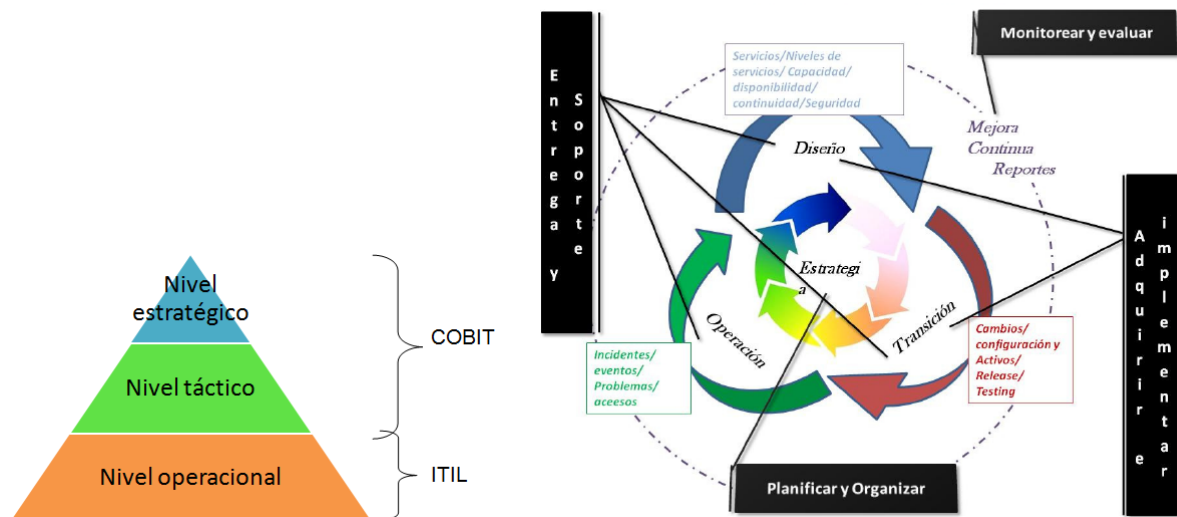 Nivel
estratégico
Nivel táctico
Nivel operacional
COBIT
ITIL
Entrega y
Soporte
Servicios/Niveles de
servicios/ Capacidad/
disponibilidad/
continuidad/Seguridad
Monitorear y evaluar
Mejora
Continua
Reportes
Diseño
Estrategi
a
Operación
Transición
Incidentes/
eventos/
Problemas/
aceesos
Cambios/
configuración y
Activos/
Release/
Testing
Adquirir e
implementar
Planificar y Organizar